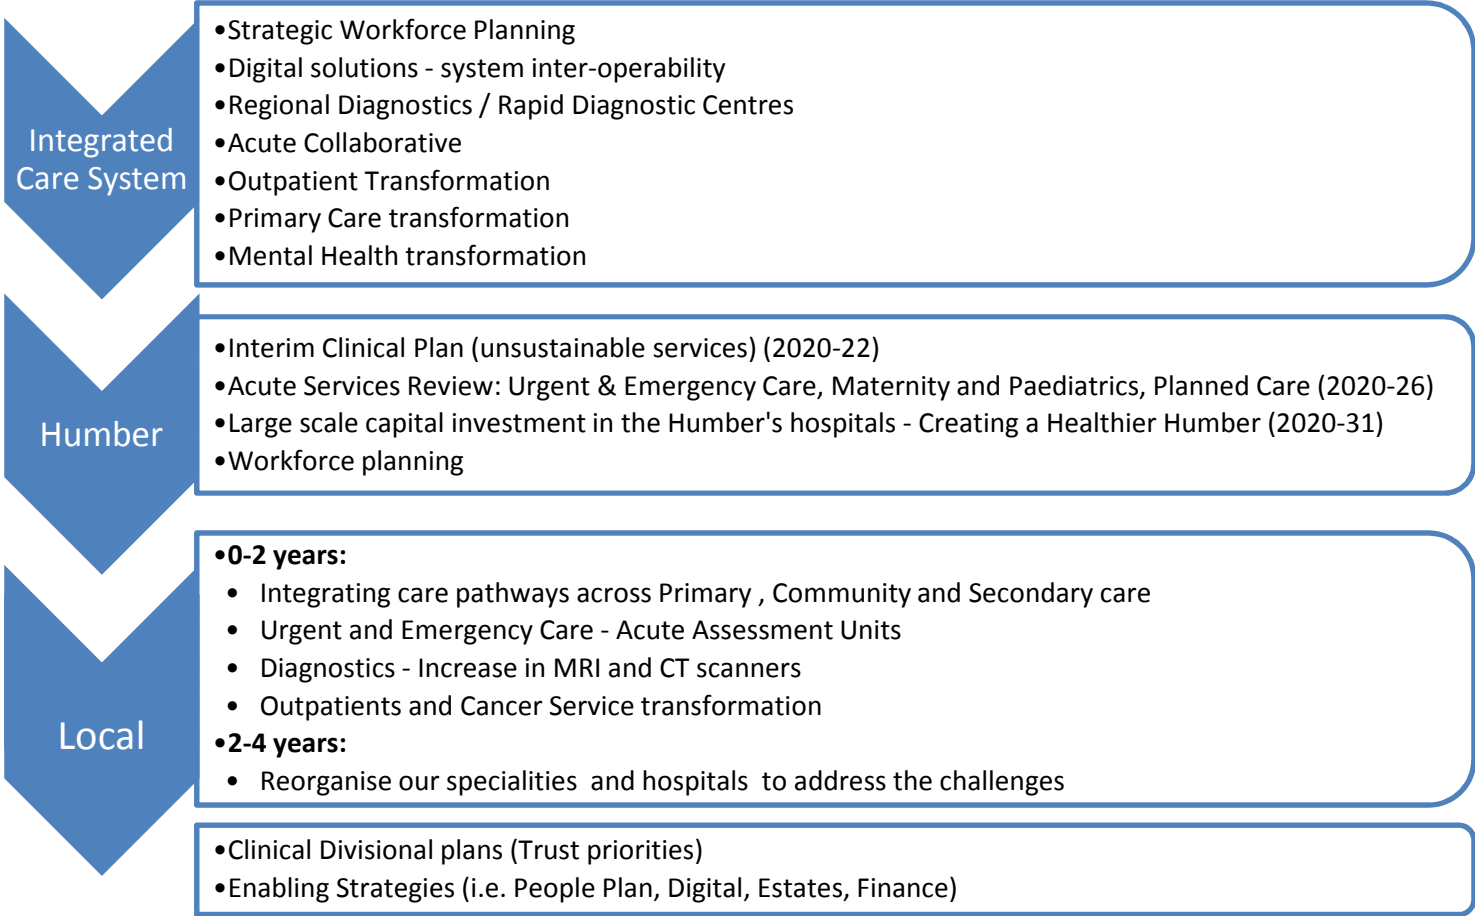 Integrated
Care System
•Strategic Workforce Planning
•Digital solutions - system inter-operability
•Regional Diagnostics / Rapid Diagnostic Centres
•Acute Collaborative
•Outpatient Transformation
•Primary Care transformation
•Mental Health transformation
Humber
•Interim Clinical Plan (unsustainable services) (2020-22)
•Acute Services Review: Urgent & Emergency Care, Maternity and Paediatrics, Planned Care (2020-26)
•Large scale capital investment in the Humber's hospitals - Creating a Healthier Humber (2020-31)
•Workforce planning
Local
•0-2 years:
• Integrating care pathways across Primary , Community and Secondary care
• Urgent and Emergency Care - Acute Assessment Units
• Diagnostics - Increase in MRI and CT scanners
• Outpatients and Cancer Service transformation
•2-4 years:
• Reorganise our specialities  and hospitals  to address the challenges
•Clinical Divisional plans (Trust priorities)
•Enabling Strategies (i.e. People Plan, Digital, Estates, Finance)